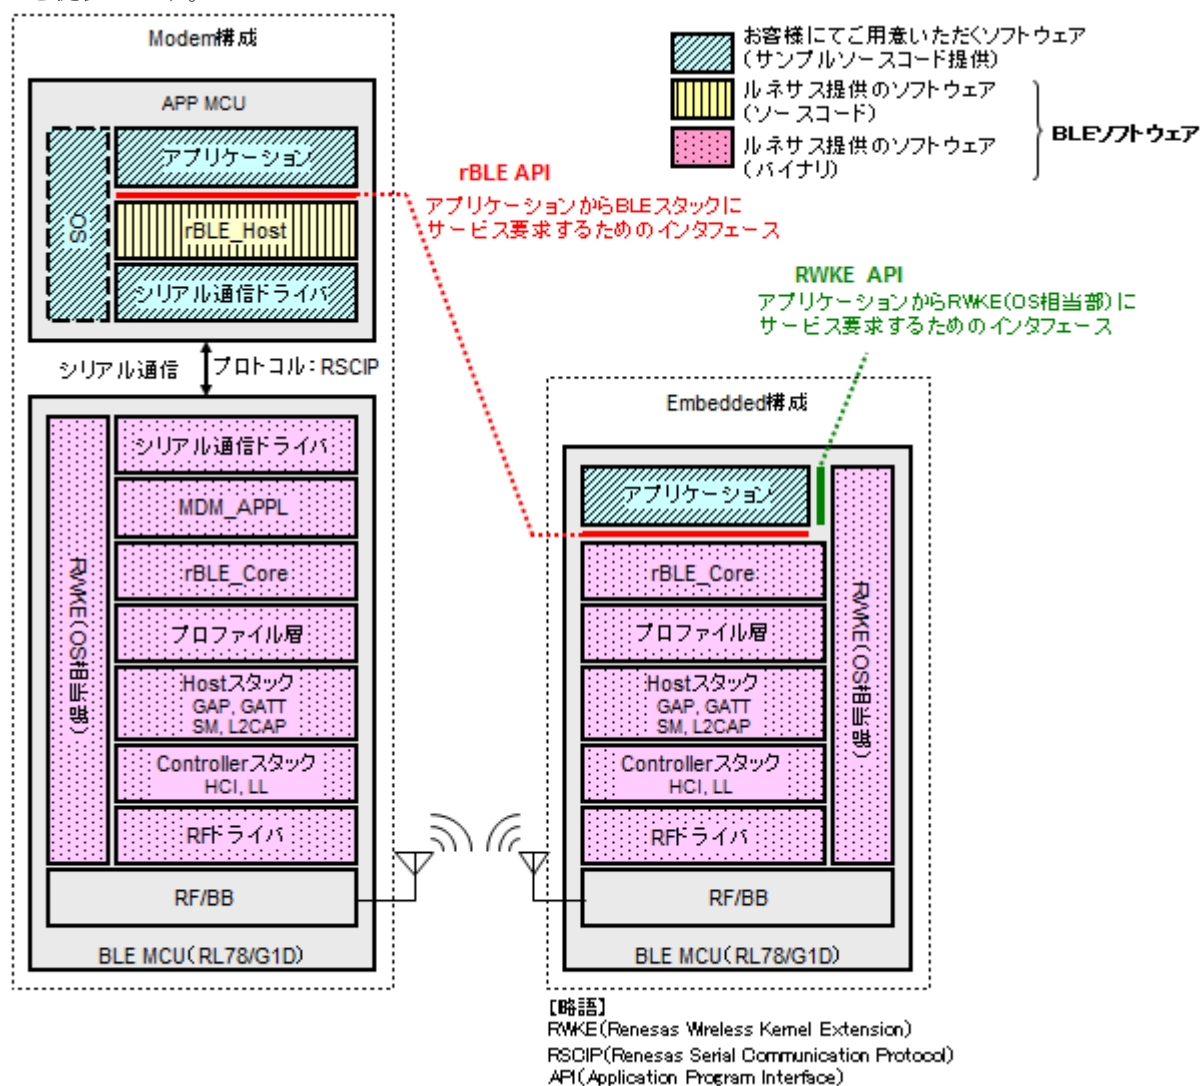 Modem構成
APP MCU
アプリケーション
OS
rBLE_Host
シリアル通信ドライバ
シリアル通信
プロトコル：RSCIP
シリアル通信ドライバ
MDM_APPL
rBLE_Core
プロファイル層
Hostスタック
GAP, GATT
SM, L2CAP
Controllerスタック
HCI, LL
RFドライバ
RWKE(OS相当部)
RF/BB
BLE MCU(RL78/G1D)
お客様にてご用意いただくソフトウェア
(サンプルソースコード提供)
ルネサス提供のソフトウェア
(ソースコード)
ルネサス提供のソフトウェア
(バイナリ)
BLEソフトウェア
rBLE API
アプリケーションからBLEスタックに
サービス要求するためのインタフェース
RWKE API
アプリケーションからRWKE(OS相当部)に
サービス要求するためのインタフェース
Embedded構成
アプリケーション
rBLE_Core
プロファイル層
Hostスタック
GAP, GATT
SM, L2CAP
Controllerスタック
HCI, LL
RFドライバ
RWKE(OS相当部)
RF/BB
BLE MCU(RL78/G1D)
【略語】
RWKE(Renesas Wireless Kernel Extension)
RSCIP(Renesas Serial Communication Protocol)
API(Application Program Interface)